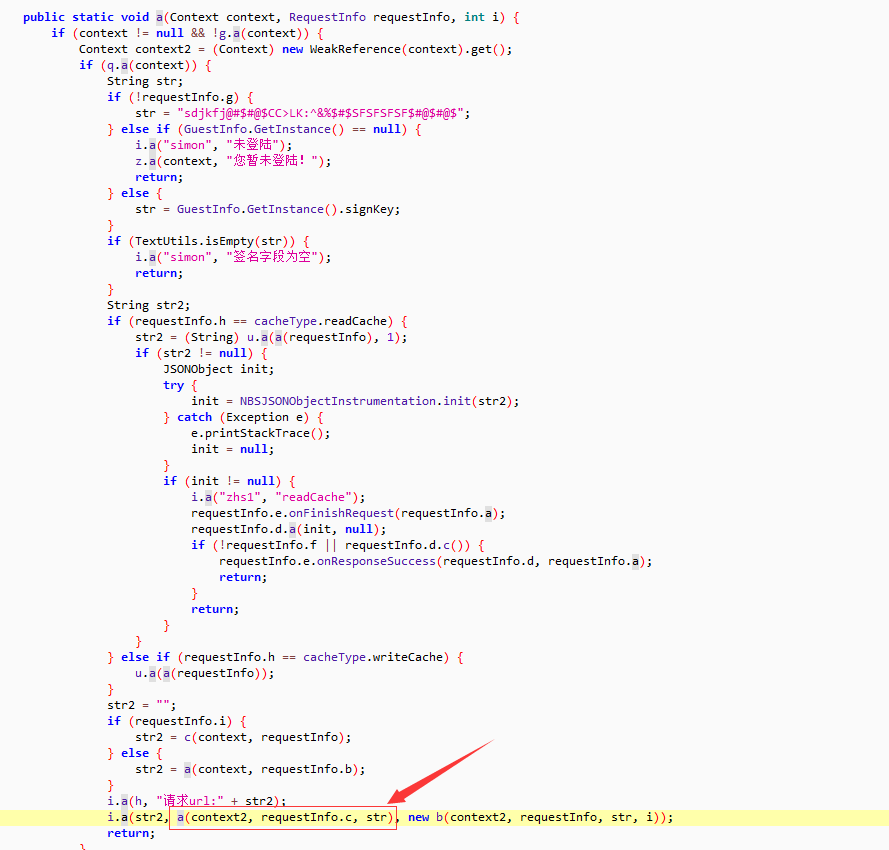 public static void a(Context context, RequestInfo requestInfo, int i) {
if (context != null && !g.a(context)) {
Context context2 = (Context) new WeakReference(context).get();
if (q.a(context)) {
String str;
if (!requestInfo.g) {
str = "sdjkfj@#$#@$CC>LK:^&%$#$SFSFSFSF$#@$#@$";
} else if (GuestInfo.GetInstance() == null) {
i.a("simon", "未登陆");
z.a(context, "您暂未登陆！");
return;
} else {
str = GuestInfo.GetInstance().signKey;
}
if (TextUtils.isEmpty(str)) {
i.a("simon", "签名字段为空");
return;
}
String str2;
if (requestInfo.h == cacheType.readCache) {
str2 = (String) u.a(a(requestInfo), 1);
if (str2 != null) {
JSONObject init;
try {
init = NBSJSONObjectInstrumentation.init(str2);
} catch (Exception e) {
e.printStackTrace();
init = null;
}
if (init != null) {
i.a("zhs1", "readCache");
requestInfo.e.onFinishRequest(requestInfo.a);
requestInfo.d.a(init, null);
if (!requestInfo.f || requestInfo.d.c()) {
requestInfo.e.onResponseSuccess(requestInfo.d, requestInfo.a);
return;
}
return;
}
}
} else if (requestInfo.h == cacheType.writeCache) {
u.a(a(requestInfo));
}
str2 = "";
if (requestInfo.i) {
str2 = c(context, requestInfo);
} else {
str2 = a(context, requestInfo.b);
}
i.a(h, "请求url:" + str2);
i.a(str2, a(context2, requestInfo.c, str), new b(context2, requestInfo, str, i));
return;
}